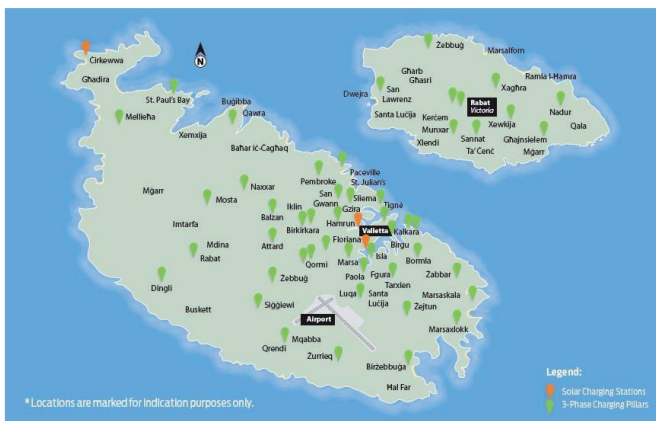 N
Ċirkewwa
Għadira
St. Paul's Bay
Mellieħa
Buġibba
Qawra
Xemxija
Baħar iċ-Ċagħaq
Paceville
St. Julian's
Pembroke
Naxxar
San
Gwann
Sliema
Mġarr
Mosta
Iklin
Gzira
Tignè
Balzan
Imtarfa
Birkirkara
Hamrun
Valletta
Kalkara
Mdina
Attard
Floriana
Birgu
Rabat
Qormi
Marsa
Isla
Bormla
Dingli
Żebbuġ
Paola
Fgura
Żabbar
Tarxien
Buskett
Siġġiewi
Luqa
Santa
Luċija
Marsaskala
Żejtun
Airport
Marsaxlokk
Mqabba
Qrendi
Żurrieq
Birżebbuġa
Hal Far
Żebbuġ
Marsalforn
Għarb
Għasri
Ramla l-Ħamra
Dwejra
San
Lawrenz
Xagħra
Rabat
Victoria
Nadur
Santa Luċija
Kerċem
Xewkija
Qala
Munxar
Sannat
Għajnsielem
Xlendi
Ta' Ċenċ
Mġarr
Legend:
Solar Charging Stations
3-Phase Charging Pillars
* Locations are marked for indication purposes only.